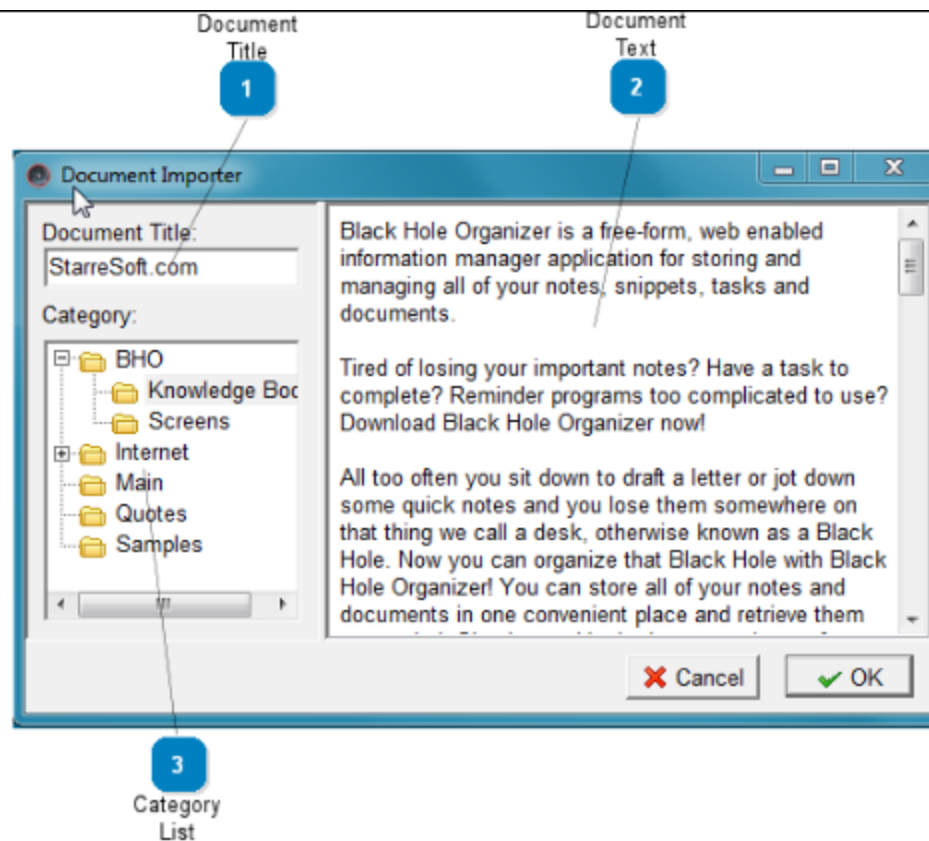 Document
Title
1
Document
Text
2
Document Importer
Document Title:
StarreSoft.com
Category:
BHO
Knowledge Boo
Screens
Internet
Main
Quotes
Samples
Black Hole Organizer is a free-form, web enabled
information manager application for storing and
managing all of your notes, snippets, tasks and
documents.
Tired of losing your important notes? Have a task to
complete? Reminder programs too complicated to use?
Download Black Hole Organizer now!
All too often you sit down to draft a letter or jot down
some quick notes and you lose them somewhere on
that thing we call a desk, otherwise known as a Black
Hole. Now you can organize that Black Hole with Black
Hole Organizer! You can store all of your notes and
documents in one convenient place and retrieve them
Cancel
OK
3
Category
List